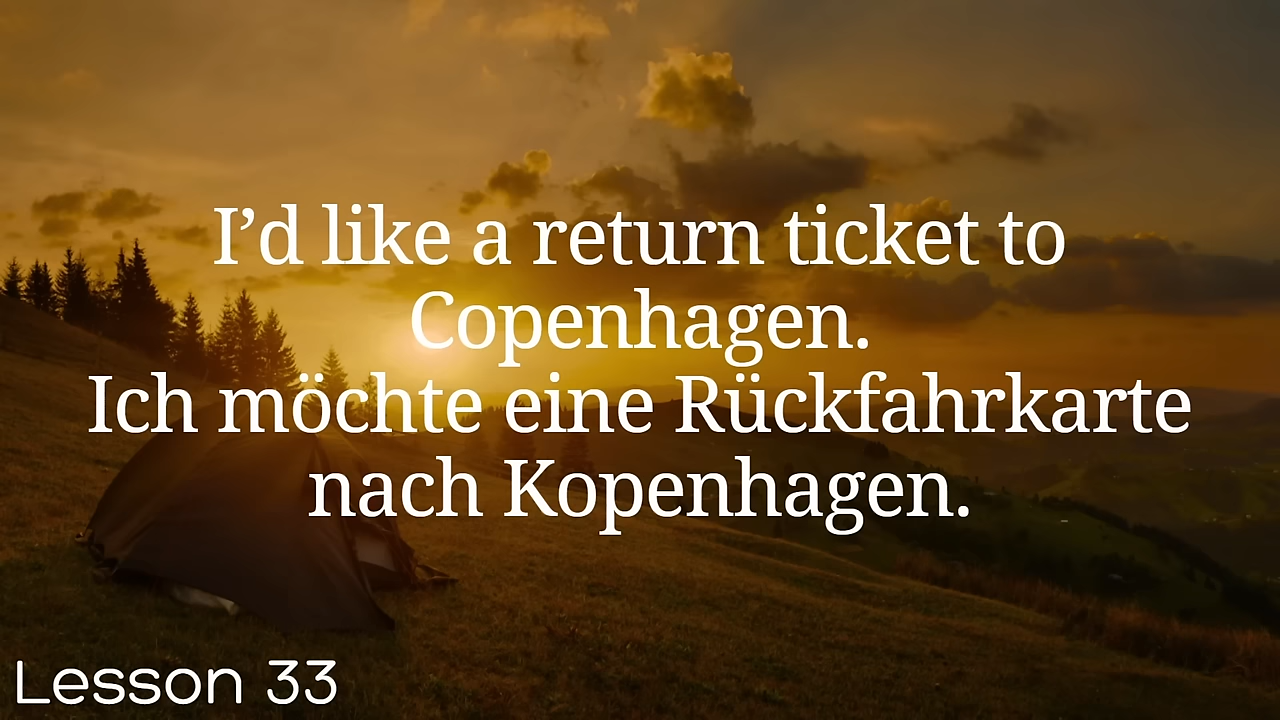 I’d like a return ticket to
Copenhagen.
Ich möchte eine Rückfahrkarte
nach Kopenhagen.
Lesson 33